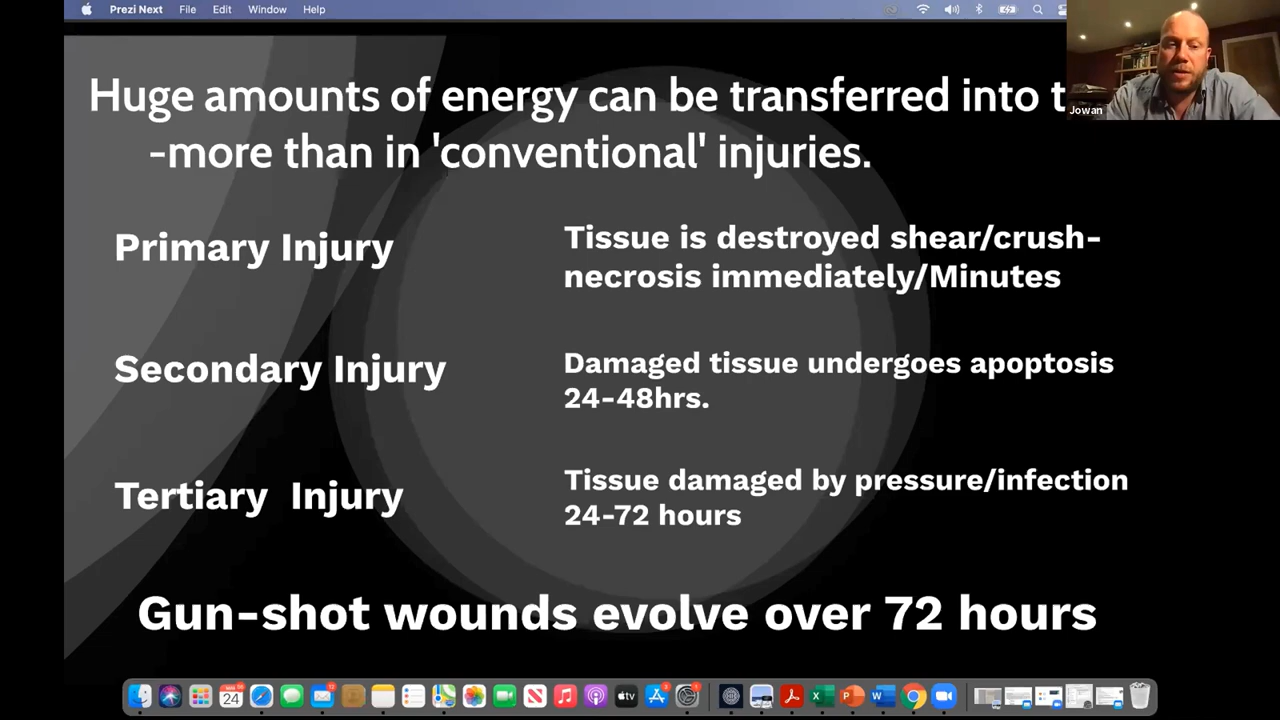 Prezi Next File Edit Window Help
Huge amounts of energy can be transferred into
-more than in 'conventional' injuries.
Jowan
Primary Injury
Tissue is destroyed shear/crush-
necrosis immediately/Minutes
Secondary Injury
Damaged tissue undergoes apoptosis
24-48hrs.
Tertiary Injury
Tissue damaged by pressure/infection
24-72 hours
Gun-shot wounds evolve over 72 hours
24
tv